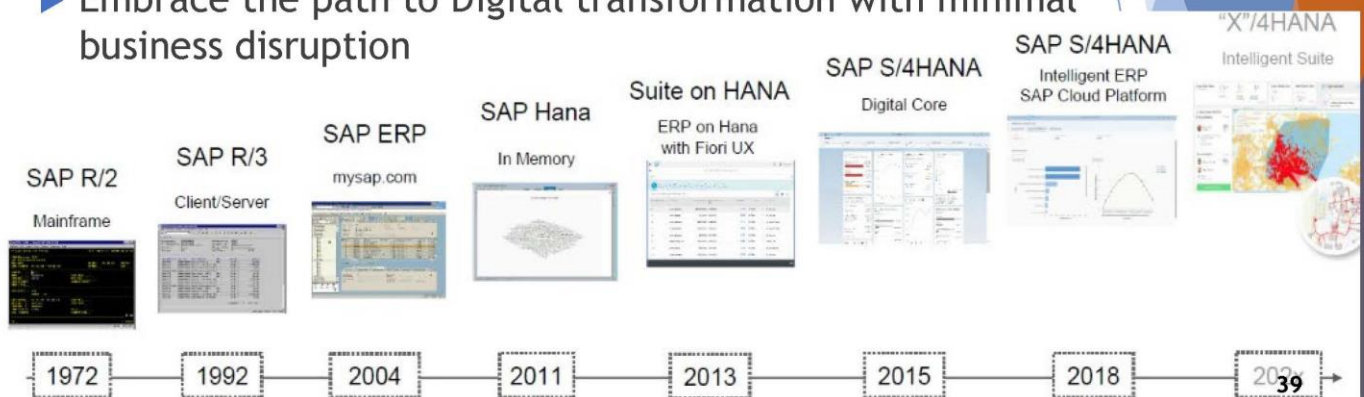 Embrace the path to Digital transformation with minimal
business disruption
SAP R/2
Mainframe
SAP R/3
Client/Server
SAP ERP
mysap.com
SAP Hana
In Memory
Suite on HANA
ERP on Hana
with Fiori UX
SAP S/4HANA
Digital Core
SAP S/4HANA
Intelligent ERP
SAP Cloud Platform
"X"/4HANA
Intelligent Suite
1972
1992
2004
2011
2013
2015
2018
202x
39